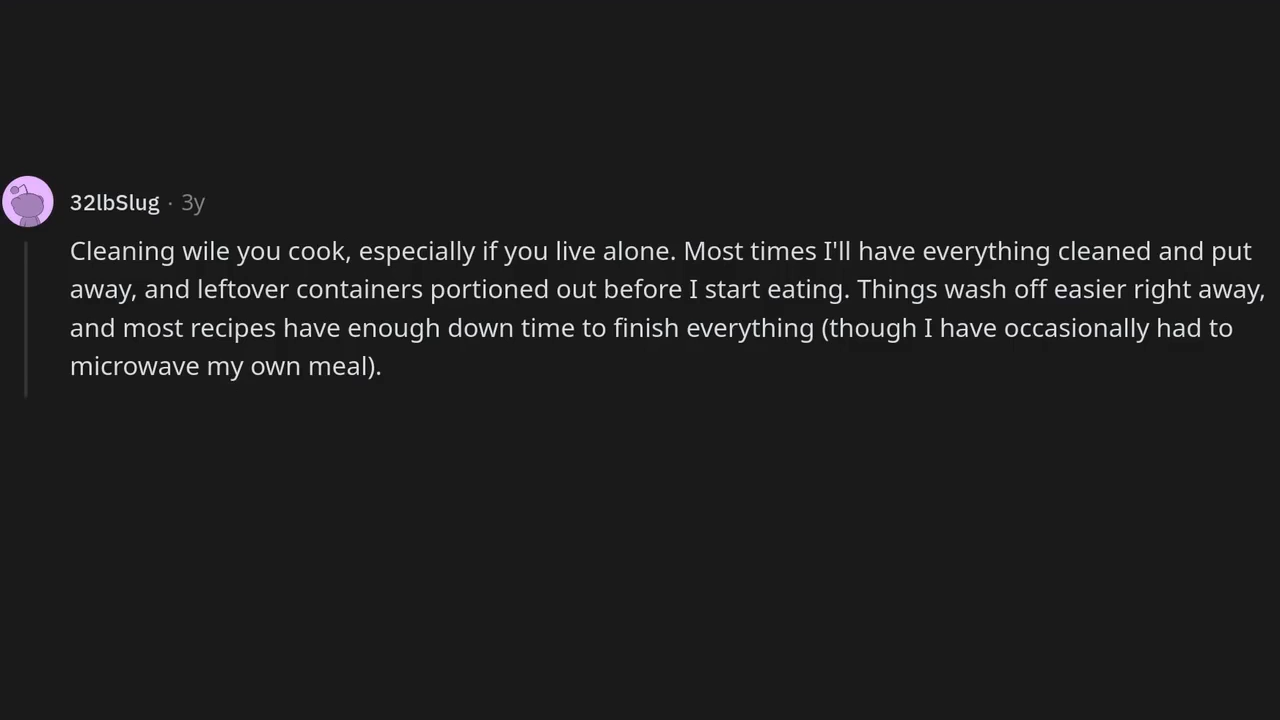 32lbSlug · 3y
Cleaning wile you cook, especially if you live alone. Most times I'll have everything cleaned and put
away, and leftover containers portioned out before I start eating. Things wash off easier right away,
and most recipes have enough down time to finish everything (though I have occasionally had to
microwave my own meal).